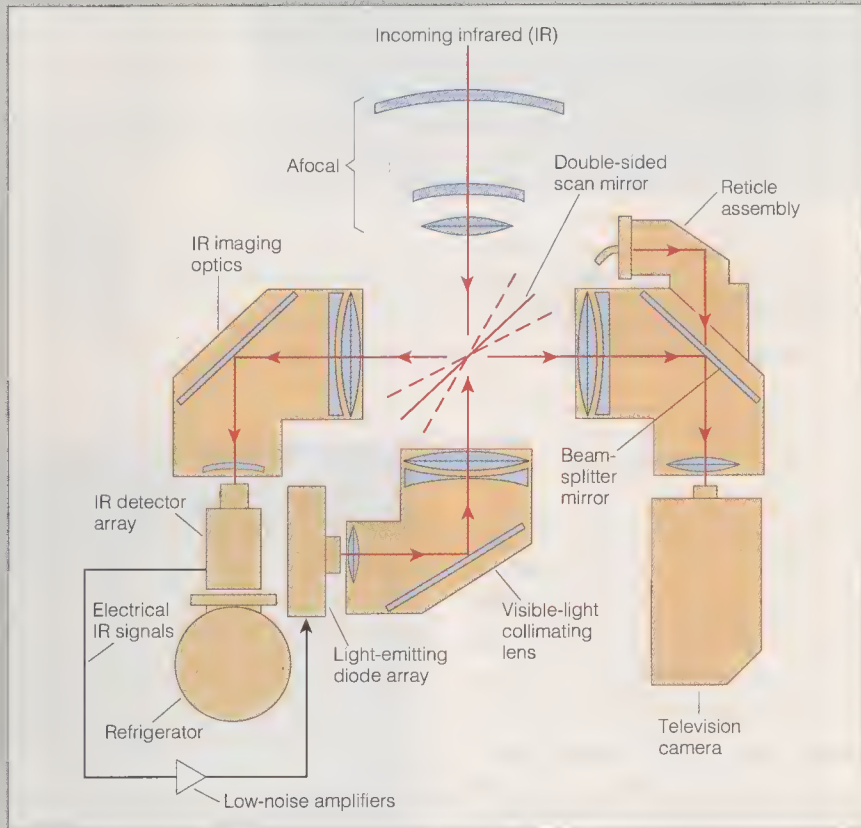 Incoming infrared (IR)
Afocal
Double-sided
scan mirror
Reticle
assembly
IR imaging
optics
Beam-
splitter
mirror
IR detector
array
Electrical
IR signals
Light-emitting
diode array
Visible-light
collimating
lens
Refrigerator
Television
camera
Low-noise amplifiers